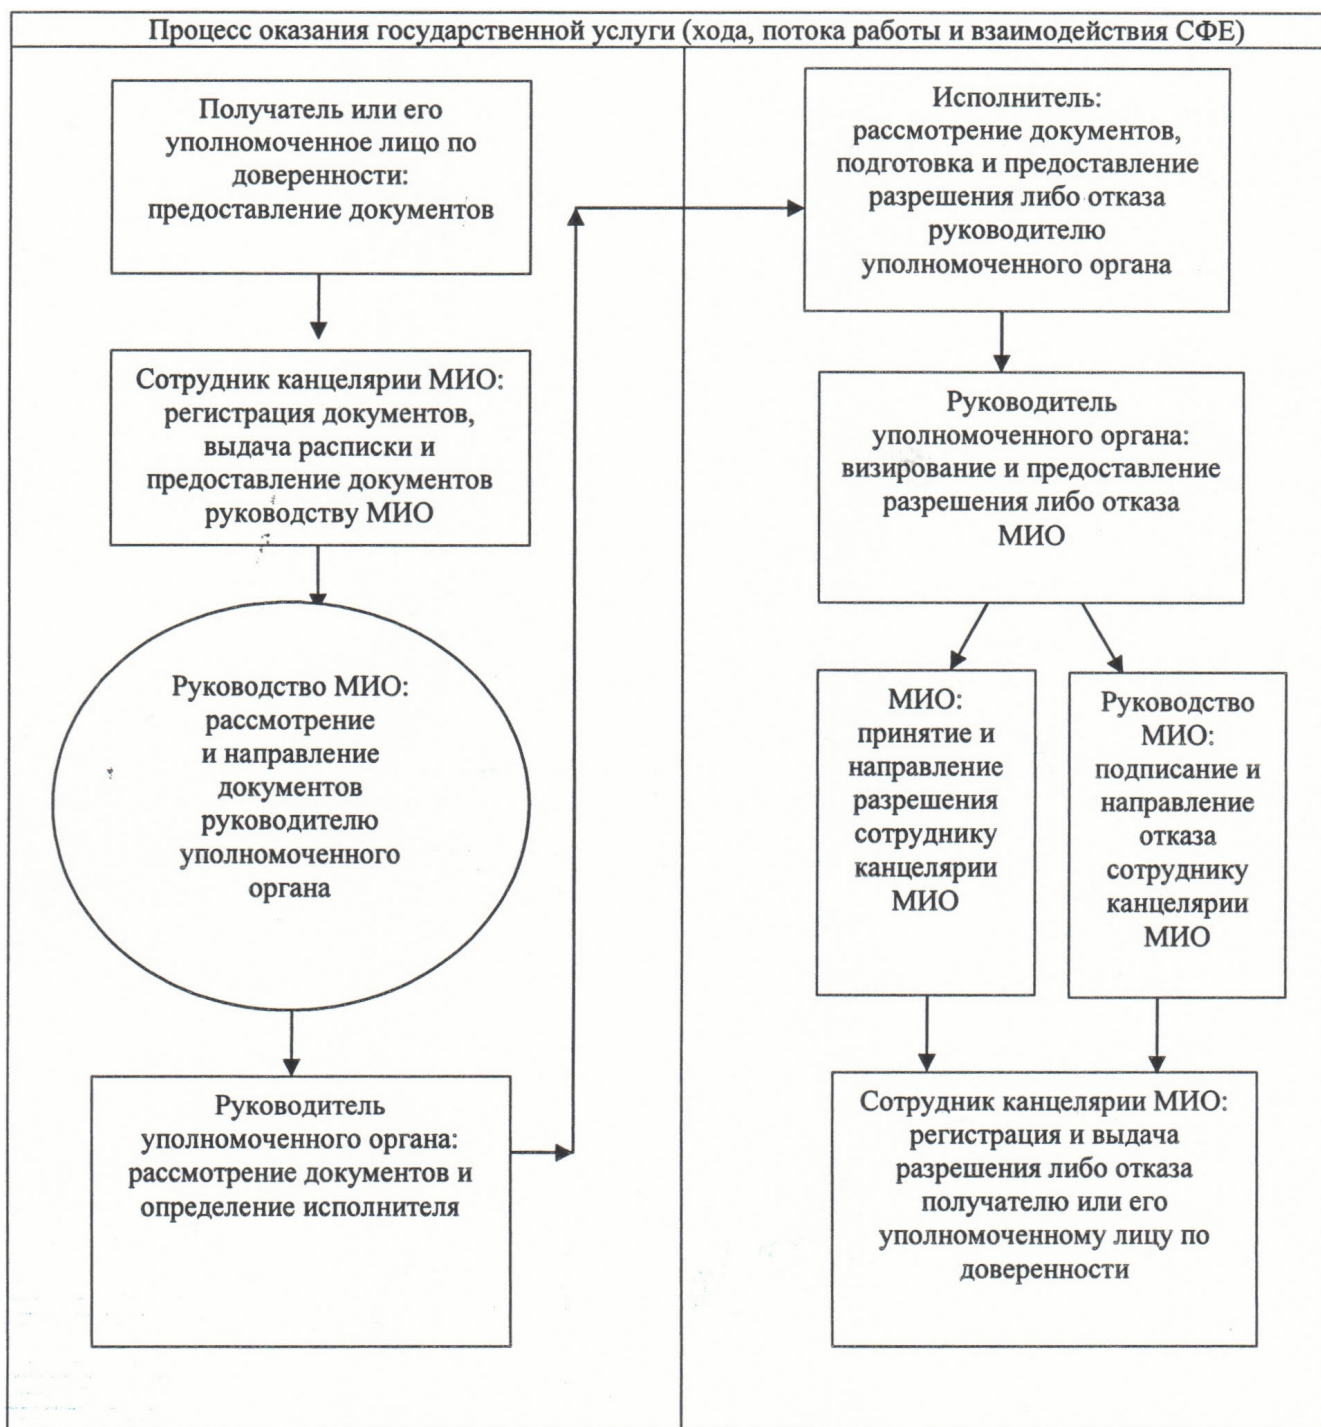 Процесс оказания государственной услуги (хода, потока работы и взаимодействия СФЕ)
Получатель или его
уполномоченное лицо по
доверенности:
предоставление документов
Сотрудник канцелярии МИО:
регистрация документов,
выдача расписки и
предоставление документов
руководству МИО
Руководство МИО:
рассмотрение
и направление
документов
руководителю
уполномоченного
органа
Руководитель
уполномоченного органа:
рассмотрение документов и
определение исполнителя
Исполнитель:
рассмотрение документов,
подготовка и предоставление
разрешения либо отказа
руководителю
уполномоченного органа
Руководитель
уполномоченного органа:
визирование и предоставление
разрешения либо отказа
МИО
МИО:
принятие и
направление
разрешения
сотруднику
канцелярии
МИО
Руководство
МИО:
подписание и
направление
отказа
сотруднику
канцелярии
МИО
Сотрудник канцелярии МИО:
регистрация и выдача
разрешения либо отказа
получателю или его
уполномоченному лицу по
доверенности